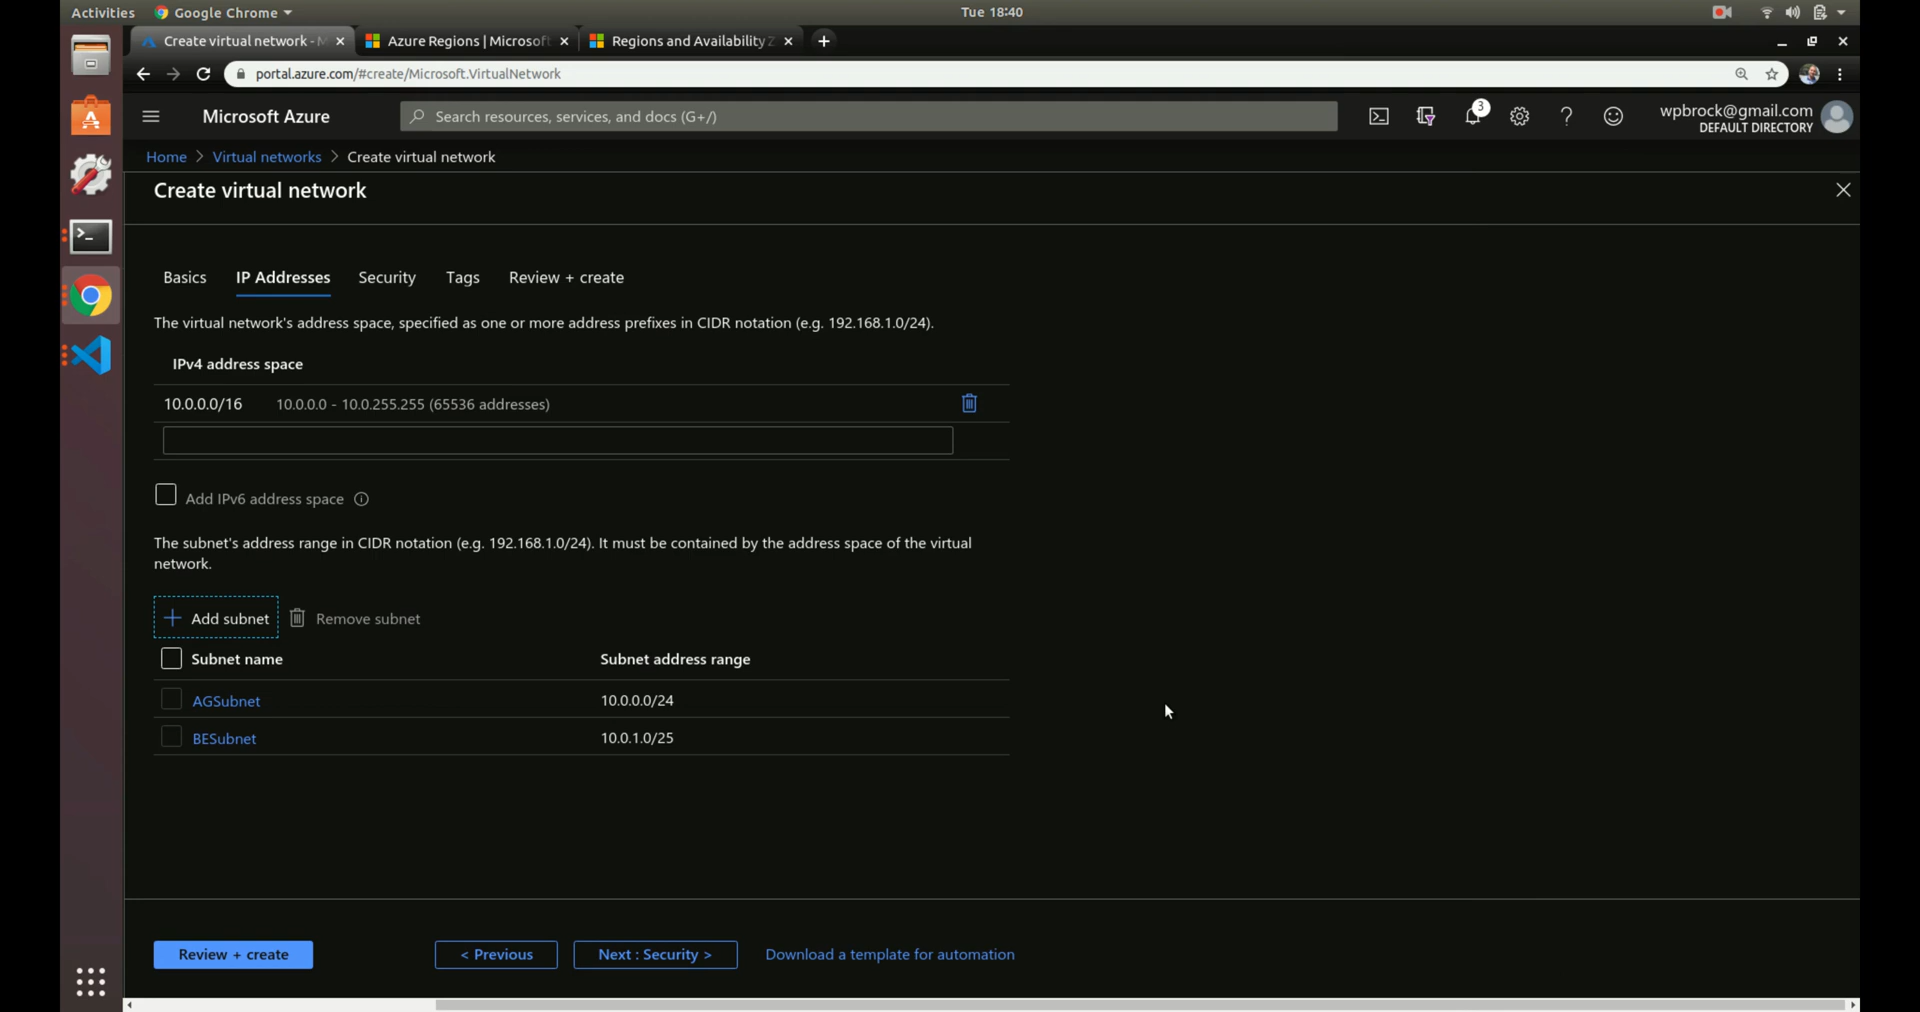 Activities Google Chrome Tue 18:40
Create virtual network - M Azure Regions | Microsoft Regions and Availability Z
portal.azure.com/#create/Microsoft.VirtualNetwork
Microsoft Azure Search resources, services, and docs (G+/) 3 wpbrock@gmail.com
DEFAULT DIRECTORY
Home > Virtual networks > Create virtual network
Create virtual network
Basics IP Addresses Security Tags Review + create
The virtual network's address space, specified as one or more address prefixes in CIDR notation (e.g. 192.168.1.0/24).
IPv4 address space
10.0.0.0/16 10.0.0.0 - 10.0.255.255 (65536 addresses)
Add IPv6 address space
The subnet's address range in CIDR notation (e.g. 192.168.1.0/24). It must be contained by the address space of the virtual
network.
+ Add subnet Remove subnet
Subnet name Subnet address range
AGSubnet 10.0.0.0/24
BESubnet 10.0.1.0/25
Review + create < Previous Next : Security > Download a template for automation